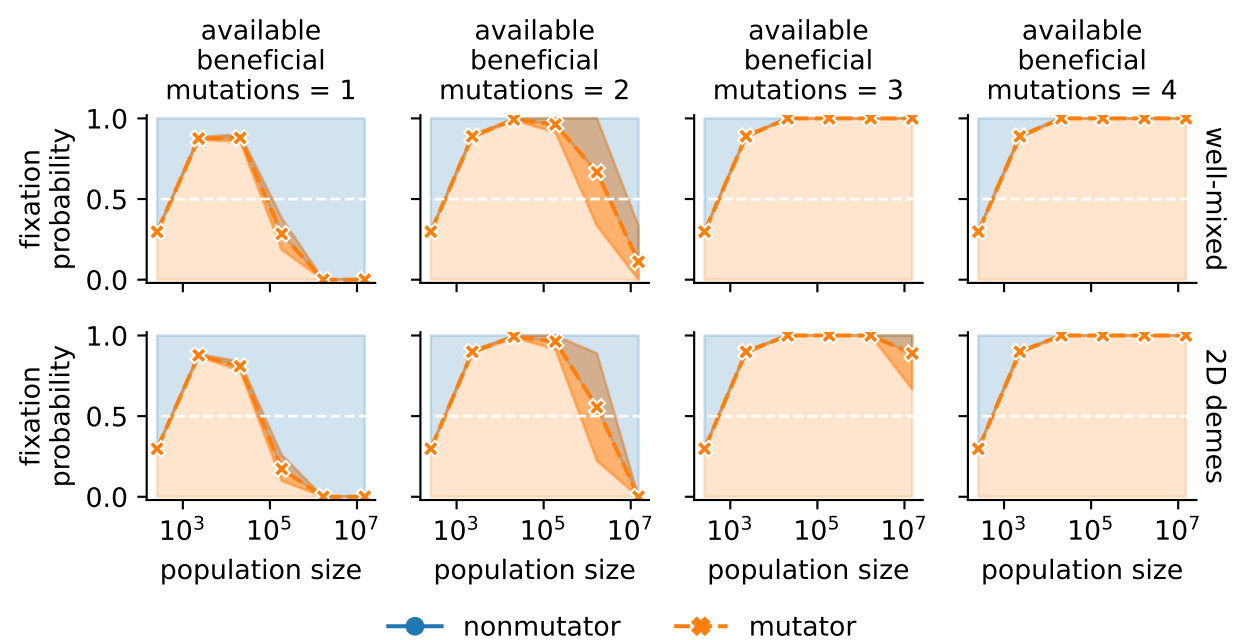 available
beneficial
mutations = 1
available
beneficial
mutations = 2
available
beneficial
mutations = 3
available
beneficial
mutations = 4
fixation
probability
1.0
0.5
0.0
well-mixed
fixation
probability
1.0
0.5
0.0
2D demes
10³ 10⁵ 10⁷
10³ 10⁵ 10⁷
10³ 10⁵ 10⁷
10³ 10⁵ 10⁷
population size
population size
population size
population size
nonmutator
mutator